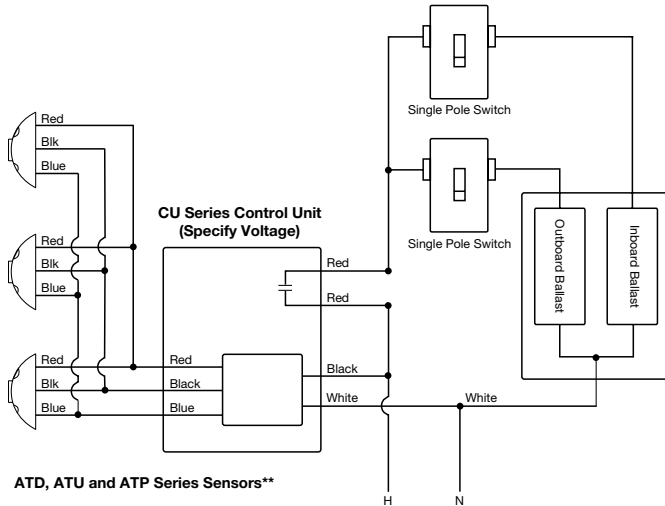 Single Pole Switch
Red
Blk
Blue
CU Series Control Unit
(Specify Voltage)
Single Pole Switch
Outboard Ballast
Inboard Ballast
Red
Blk
Blue
Red
Red
Red
Blk
Blue
Red
Black
Blue
Black
White
White
ATD, ATU and ATP Series Sensors**
H
N